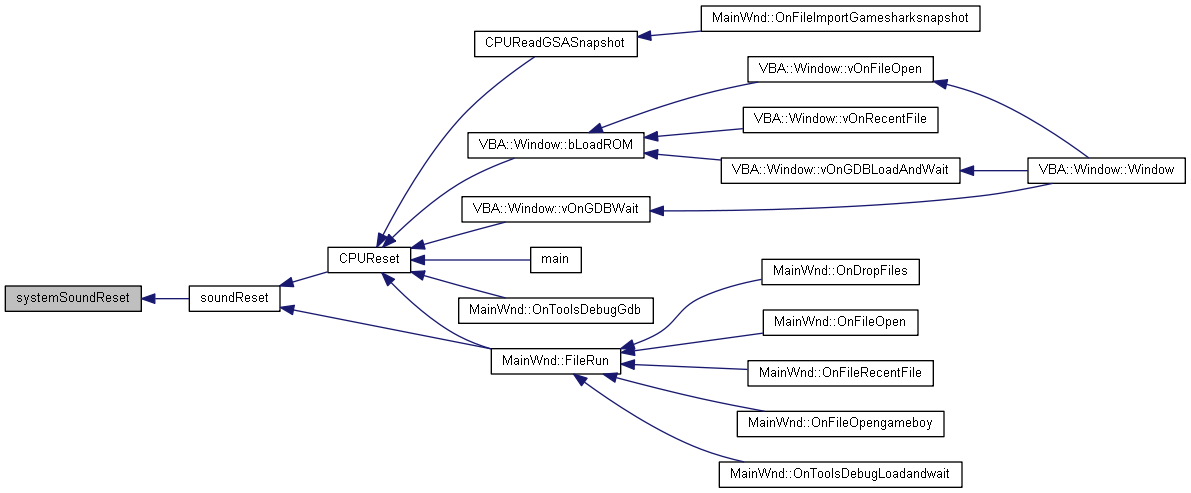 MainWnd::OnFileImportGamesharksnapshot
CPUReadGSASnapshot
VBA::Window::vOnFileOpen
VBA::Window::vOnRecentFile
VBA::Window::bLoadROM
VBA::Window::vOnGDBLoadAndWait
VBA::Window::Window
VBA::Window::vOnGDBWait
CPUReset
main
MainWnd::OnDropFiles
systemSoundReset
soundReset
MainWnd::OnToolsDebugGdb
MainWnd::OnFileOpen
MainWnd::FileRun
MainWnd::OnFileRecentFile
MainWnd::OnFileOpengameboy
MainWnd::OnToolsDebugLoadandwait